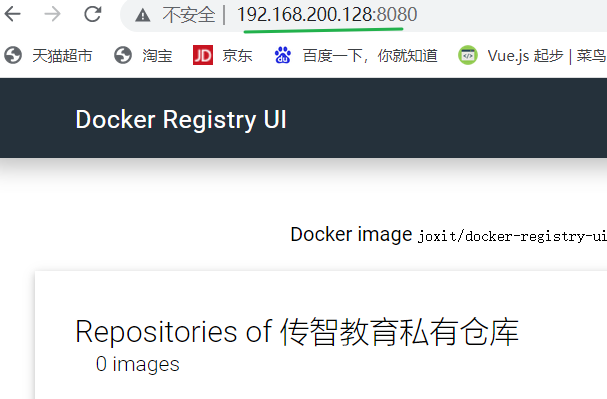 不安全 | 192.168.200.128:8080
天猫超市 淘宝 JD 京东 百度一下，你就知道 Vue.js 起步 | 菜鸟
Docker Registry UI
Docker image joxit/docker-registry-ui
Repositories of 传智教育私有仓库
0 images